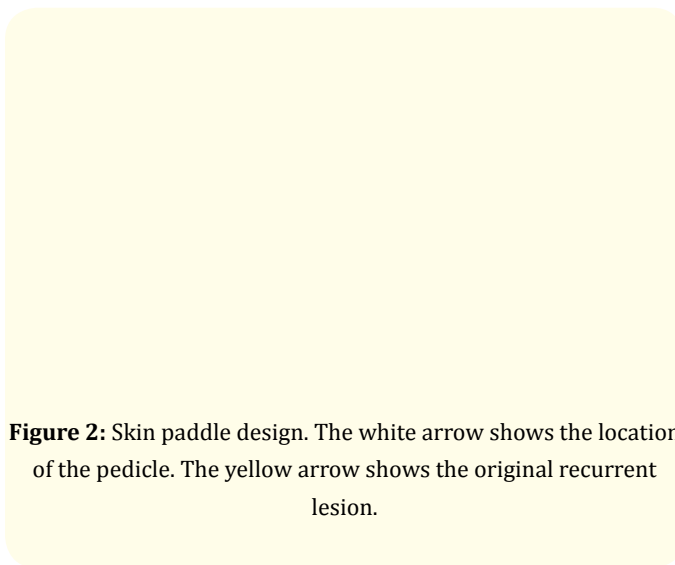 Figure 2: Skin paddle design. The white arrow shows the location
of the pedicle. The yellow arrow shows the original recurrent
lesion.